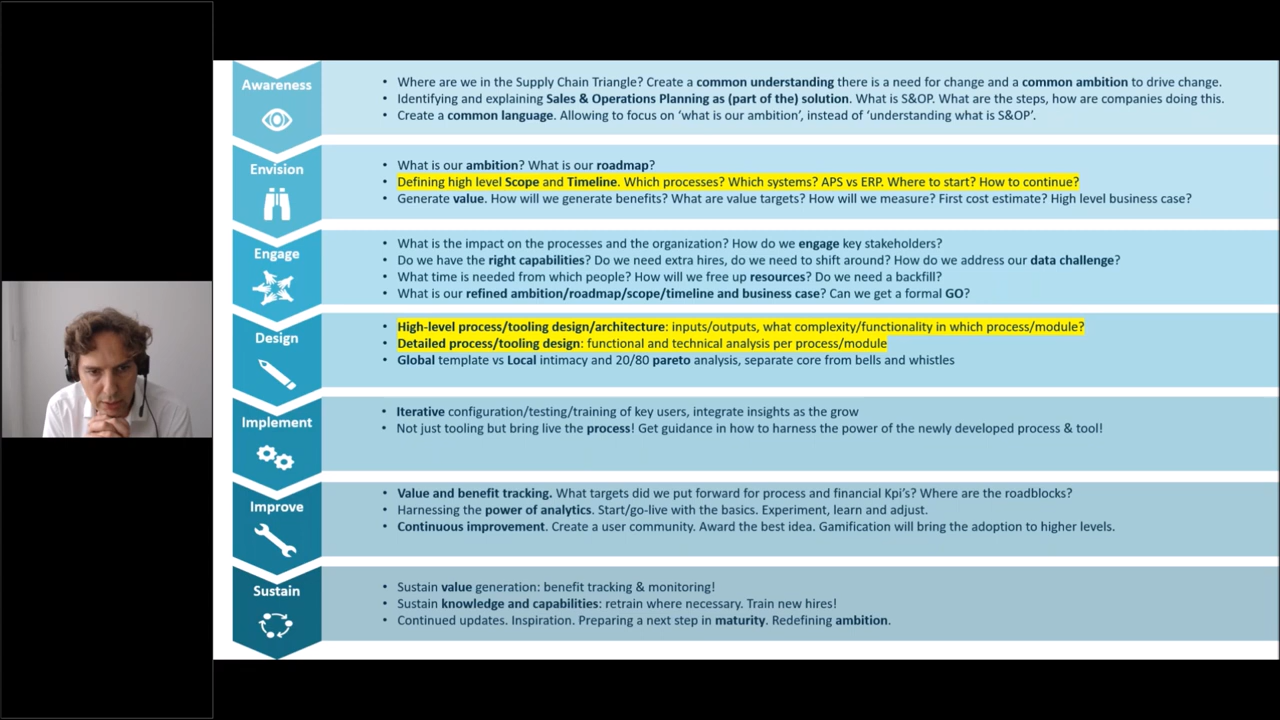 Awareness
• Where are we in the Supply Chain Triangle? Create a common understanding there is a need for change and a common ambition to drive change.
• Identifying and explaining Sales & Operations Planning as (part of the) solution. What is S&OP. What are the steps, how are companies doing this.
• Create a common language. Allowing to focus on 'what is our ambition', instead of 'understanding what is S&OP'.
Envision
• What is our ambition? What is our roadmap?
• Defining high level Scope and Timeline. Which processes? Which systems? APS vs ERP. Where to start? How to continue?
• Generate value. How will we generate benefits? What are value targets? How will we measure? First cost estimate? High level business case?
Engage
• What is the impact on the processes and the organization? How do we engage key stakeholders?
• Do we have the right capabilities? Do we need extra hires, do we need to shift around? How do we address our data challenge?
• What time is needed from which people? How will we free up resources? Do we need a backfill?
• What is our refined ambition/roadmap/scope/timeline and business case? Can we get a formal GO?
Design
• High-level process/tooling design/architecture: inputs/outputs, what complexity/functionality in which process/module?
• Detailed process/tooling design: functional and technical analysis per process/module
• Global template vs Local intimacy and 20/80 pareto analysis, separate core from bells and whistles
Implement
• Iterative configuration/testing/training of key users, integrate insights as the grow
• Not just tooling but bring live the process! Get guidance in how to harness the power of the newly developed process & tool!
Improve
• Value and benefit tracking. What targets did we put forward for process and financial Kpi's? Where are the roadblocks?
• Harnessing the power of analytics. Start/go-live with the basics. Experiment, learn and adjust.
• Continuous improvement. Create a user community. Award the best idea. Gamification will bring the adoption to higher levels.
Sustain
• Sustain value generation: benefit tracking & monitoring!
• Sustain knowledge and capabilities: retrain where necessary. Train new hires!
• Continued updates. Inspiration. Preparing a next step in maturity. Redefining ambition.